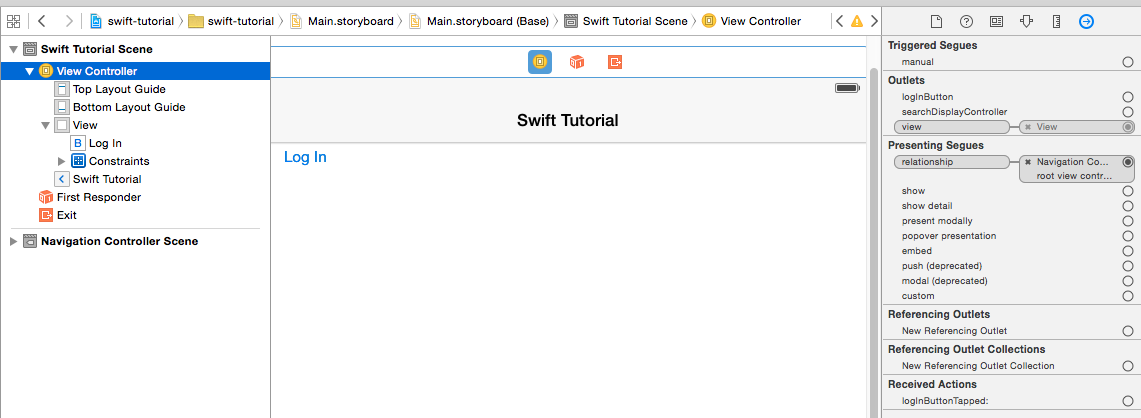 swift-tutorial swift-tutorial Main.storyboard Main.storyboard (Base) Swift Tutorial Scene View Controller
Swift Tutorial Scene
View Controller
Top Layout Guide
Bottom Layout Guide
View
B Log In
Constraints
Swift Tutorial
First Responder
Exit
Navigation Controller Scene
Swift Tutorial
Log In
Triggered Segues
manual
Outlets
logInButton
searchDisplayController
view View
Presenting Segues
relationship Navigation Co...
root view contr...
show
show detail
present modally
popover presentation
embed
push (deprecated)
modal (deprecated)
custom
Referencing Outlets
New Referencing Outlet
Referencing Outlet Collections
New Referencing Outlet Collection
Received Actions
logInButtonTapped: